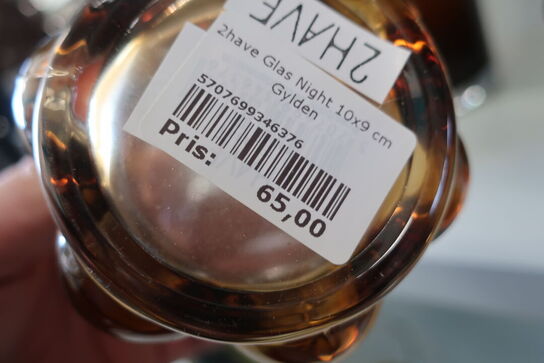 2HAVE
2have Glas Night 10x9 cm
Gylden
5707699346376
Pris:
65,00